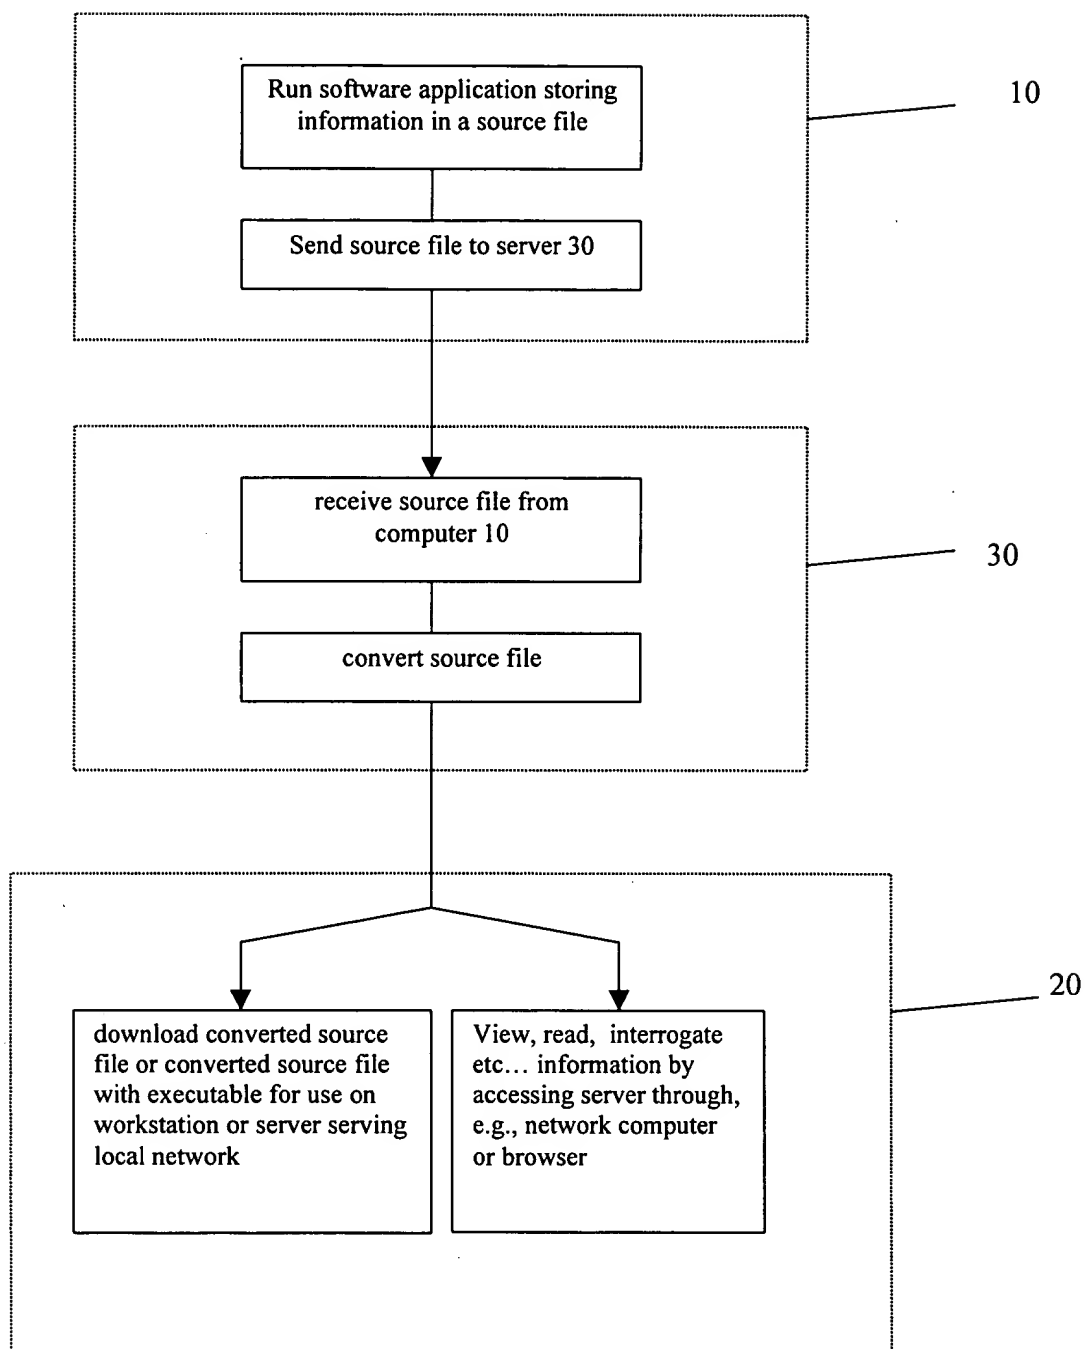 Run software application storing
information in a source file
10
Send source file to server 30
receive source file from
computer 10
30
convert source file
20
download converted source
file or converted source file
with executable for use on
workstation or server serving
local network
View, read, interrogate
etc... information by
accessing server through,
e.g., network computer
or browser